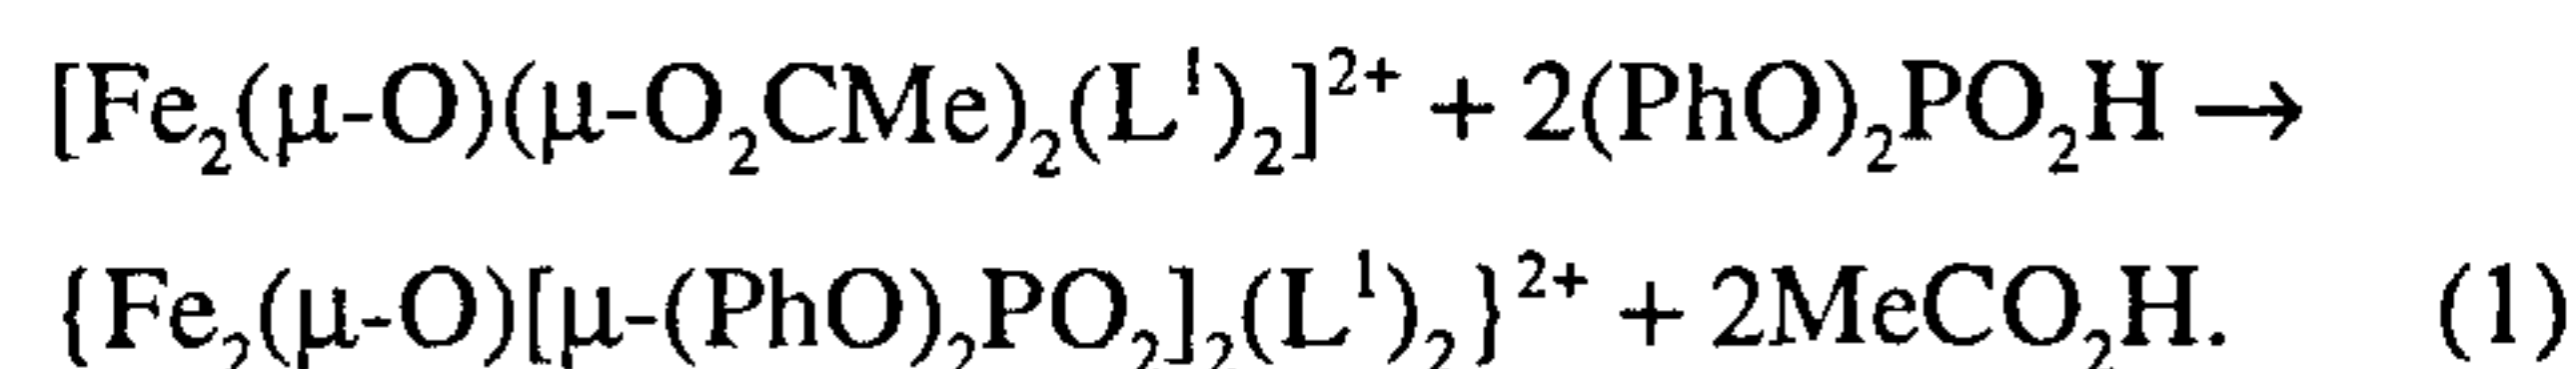 [Fe₂(μ-O)(μ-O₂CMe)₂(L¹)₂]²⁺ + 2(PhO)₂PO₂H →
{Fe₂(μ-O)[μ-(PhO)₂PO₂]₂(L¹)₂}²⁺ + 2MeCO₂H. (1)